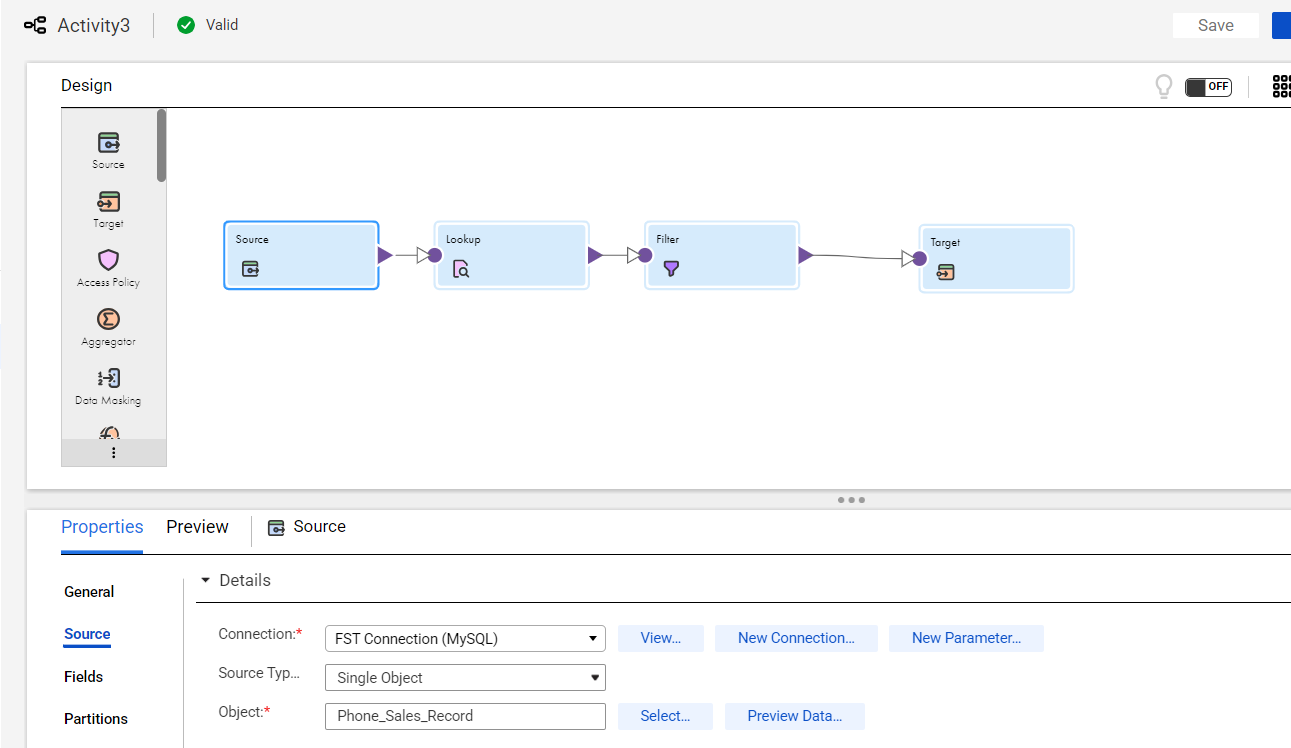 Activity3
Valid
Save
Design
OFF
Source
Target
Access Policy
Aggregator
Data Masking
Source
Lookup
Filter
Target
Properties
Preview
Source
General
Source
Fields
Partitions
Details
Connection:*
FST Connection (MySQL)
View...
New Connection...
New Parameter...
Source Typ...
Single Object
Object:*
Phone_Sales_Record
Select...
Preview Data...